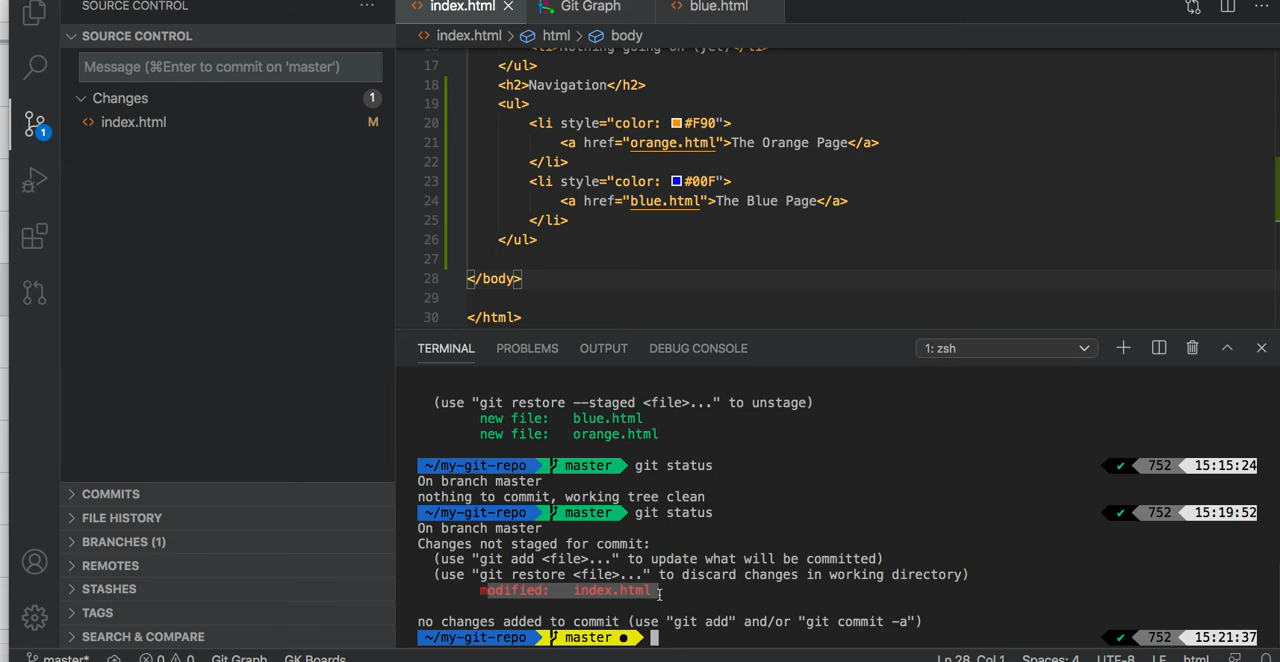 SOURCE CONTROL ...
index.html Git Graph blue.html
SOURCE CONTROL
index.html > html > body
Message (⌘Enter to commit on 'master')
Changes 1
index.html M
1
<li>Nothing going on (yet)</li>
17 </ul>
18 <h2>Navigation</h2>
19 <ul>
20 <li style="color: #F90">
21 <a href="orange.html">The Orange Page</a>
22 </li>
23 <li style="color: #00F">
24 <a href="blue.html">The Blue Page</a>
25 </li>
26 </ul>
27
28 </body>
29
30 </html>
TERMINAL PROBLEMS OUTPUT DEBUG CONSOLE 1: zsh
(use "git restore --staged <file>..." to unstage)
new file: blue.html
new file: orange.html
~/my-git-repo master git status ✔ 752 15:15:24
On branch master
nothing to commit, working tree clean
~/my-git-repo master git status ✔ 752 15:19:52
On branch master
Changes not staged for commit:
(use "git add <file>..." to update what will be committed)
(use "git restore <file>..." to discard changes in working directory)
modified: index.html
no changes added to commit (use "git add" and/or "git commit -a")
~/my-git-repo master ● ✔ 752 15:21:37
COMMITS
FILE HISTORY
BRANCHES (1)
REMOTES
STASHES
TAGS
SEARCH & COMPARE
master* 0 0 Git Graph GK Boards Ln 28, Col 1 Spaces: 4 UTF-8 LF html